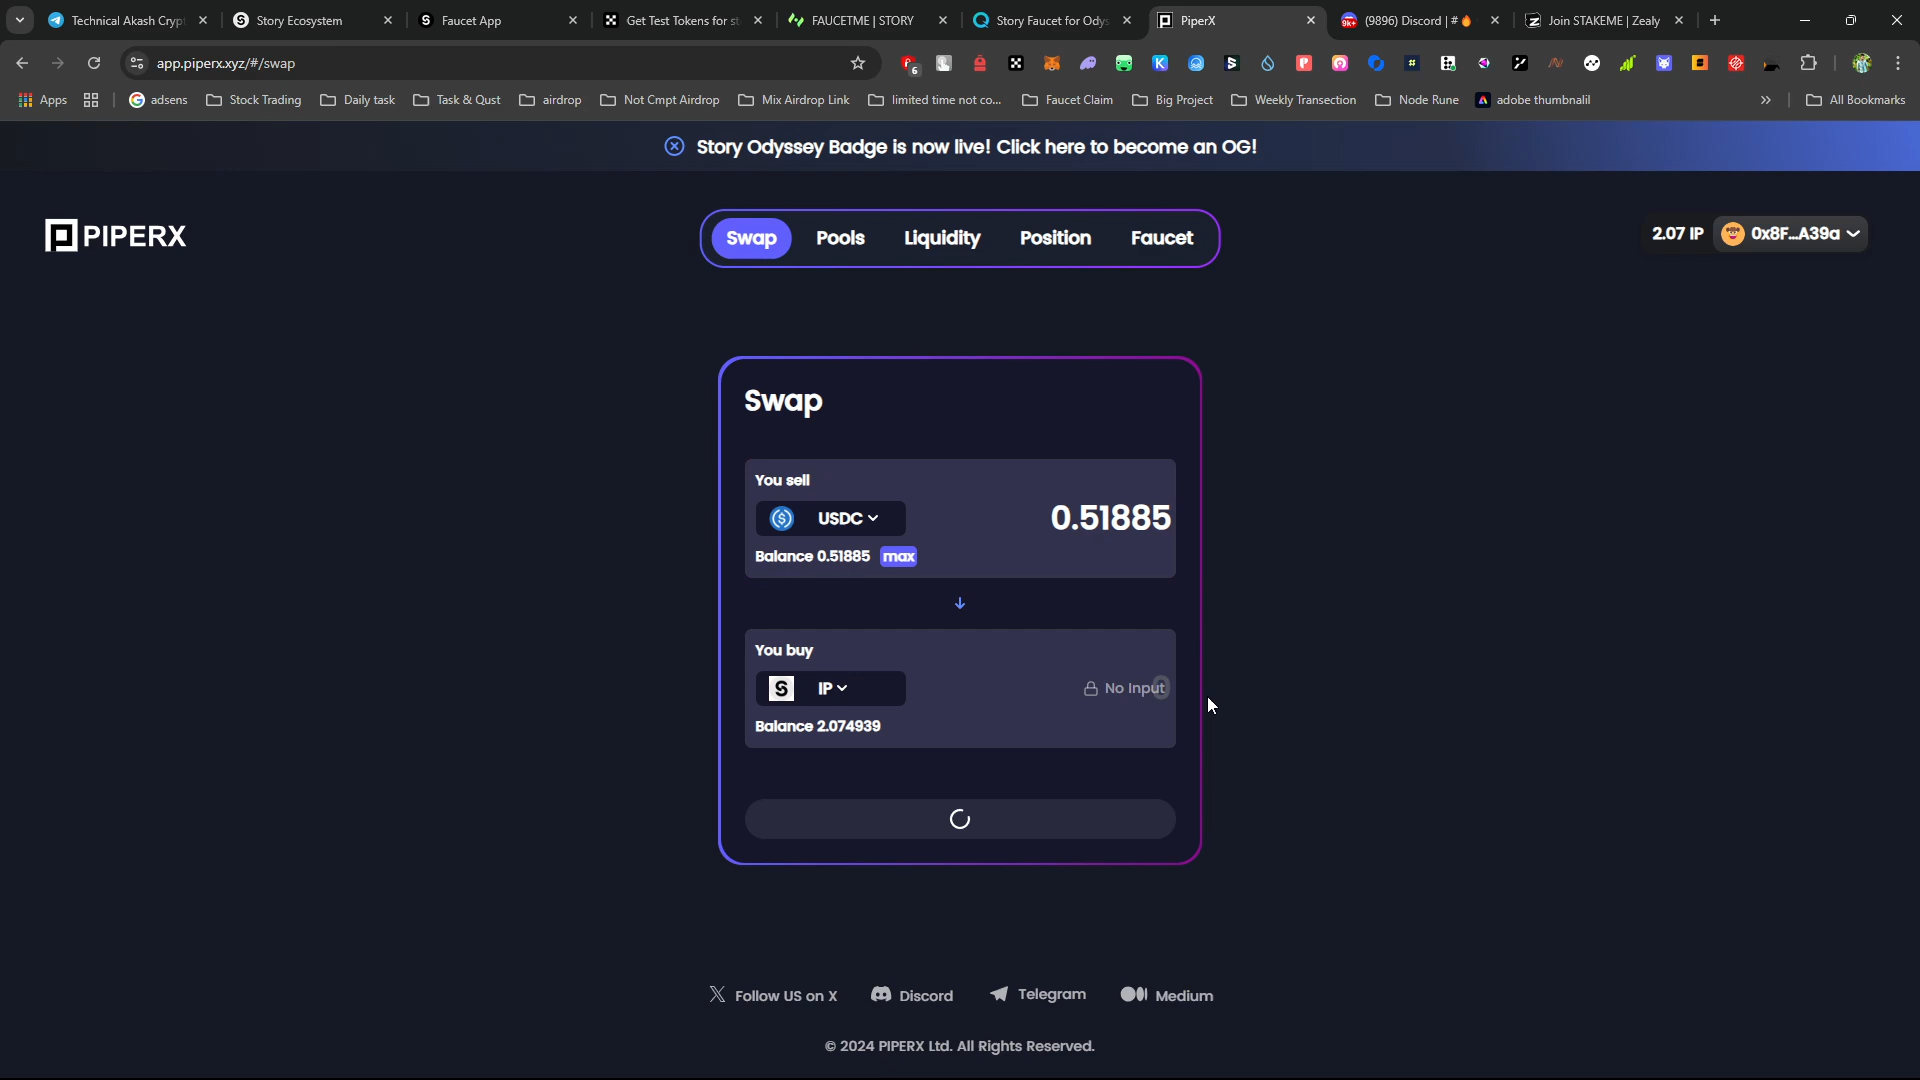 Technical Akash Crypt
Story Ecosystem
Faucet App
Get Test Tokens for st
FAUCETME | STORY
Story Faucet for Odys
PiperX
(9896) Discord | #🔥
Join STAKEME | Zealy
app.piperx.xyz/#/swap
6
Apps
adsens
Stock Trading
Daily task
Task & Qust
airdrop
Not Cmpt Airdrop
Mix Airdrop Link
limited time not co...
Faucet Claim
Big Project
Weekly Transection
Node Rune
adobe thumbnalil
All Bookmarks
Story Odyssey Badge is now live! Click here to become an OG!
PIPERX
Swap
Pools
Liquidity
Position
Faucet
2.07 IP
0x8F...A39a
Swap
You sell
USDC
0.51885
Balance 0.51885 max
You buy
IP
No Input
Balance 2.074939
Follow US on X
Discord
Telegram
Medium
© 2024 PIPERX Ltd. All Rights Reserved.